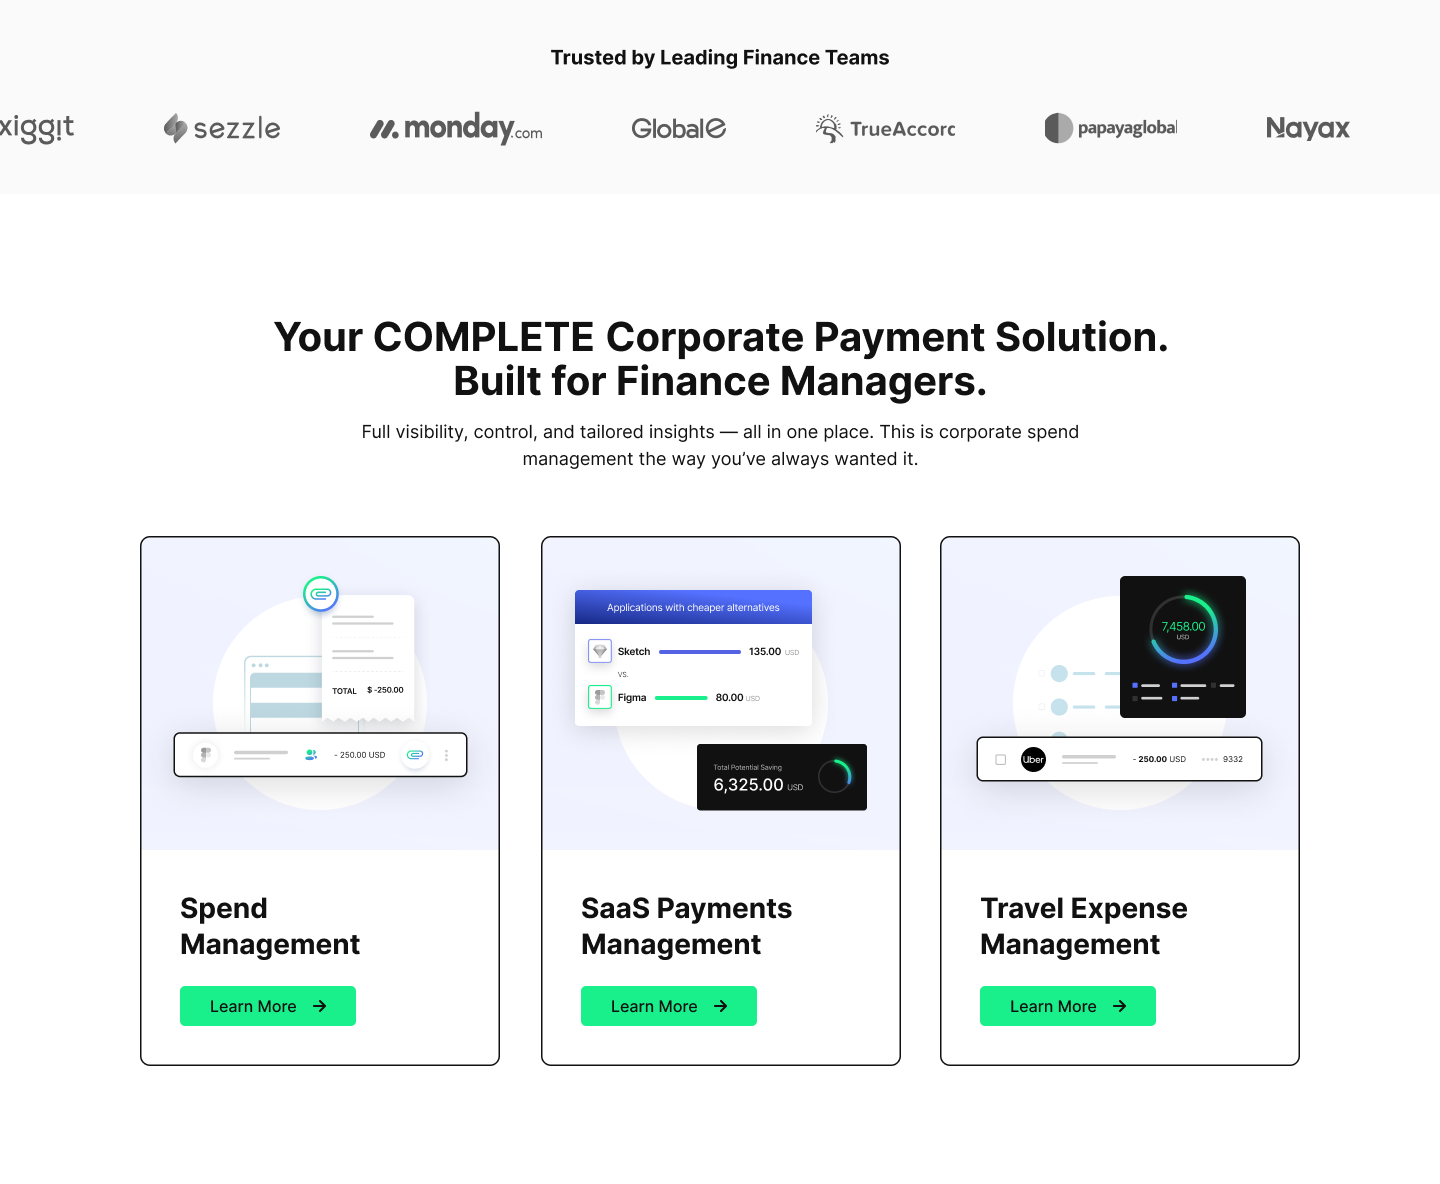 Trusted by Leading Finance Teams
xiggit
sezzle
monday.com
GlobalE
TrueAccord
papayaglobal
Nayax
Your COMPLETE Corporate Payment Solution.
Built for Finance Managers.
Full visibility, control, and tailored insights — all in one place. This is corporate spend
management the way you’ve always wanted it.
TOTAL $ -250.00
- 250.00 USD
Spend
Management
Learn More
Applications with cheaper alternatives
Sketch 135.00 USD
VS.
Figma 80.00 USD
Total Potential Saving
6,325.00 USD
SaaS Payments
Management
Learn More
7,458.00
USD
Uber - 250.00 USD 9332
Travel Expense
Management
Learn More